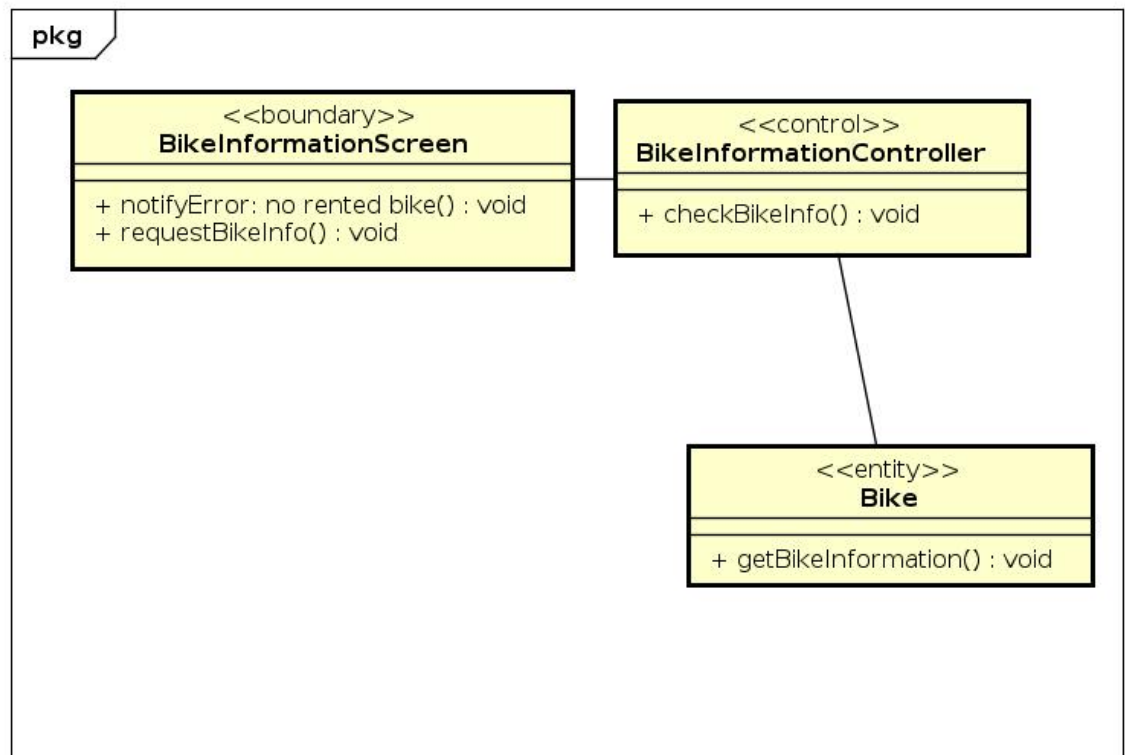 pkg
<<boundary>>
BikeInformationScreen
+ notifyError: no rented bike() : void
+ requestBikeInfo() : void
<<control>>
BikeInformationController
+ checkBikeInfo() : void
<<entity>>
Bike
+ getBikeInformation() : void